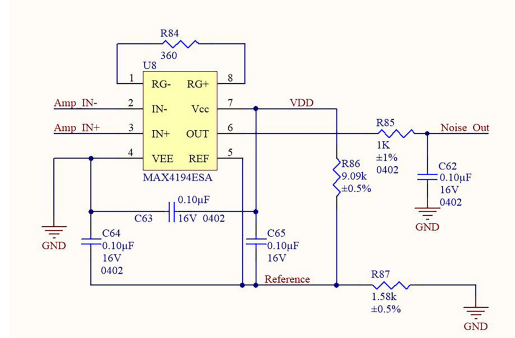 R84
360
U8
1 RG- RG+ 8
Amp IN- 2 IN- Vcc 7 VDD
Amp IN+ 3 IN+ OUT 6
4 VEE REF 5
MAX4194ESA
R85
1K
±1%
0402
Noise Out
R86
9.09k
±0.5%
C62
0.10µF
16V
0402
GND
GND
0.10µF
C63 16V 0402
C64
0.10µF
16V
0402
C65
0.10µF
16V
Reference
R87
1.58k
±0.5%
GND